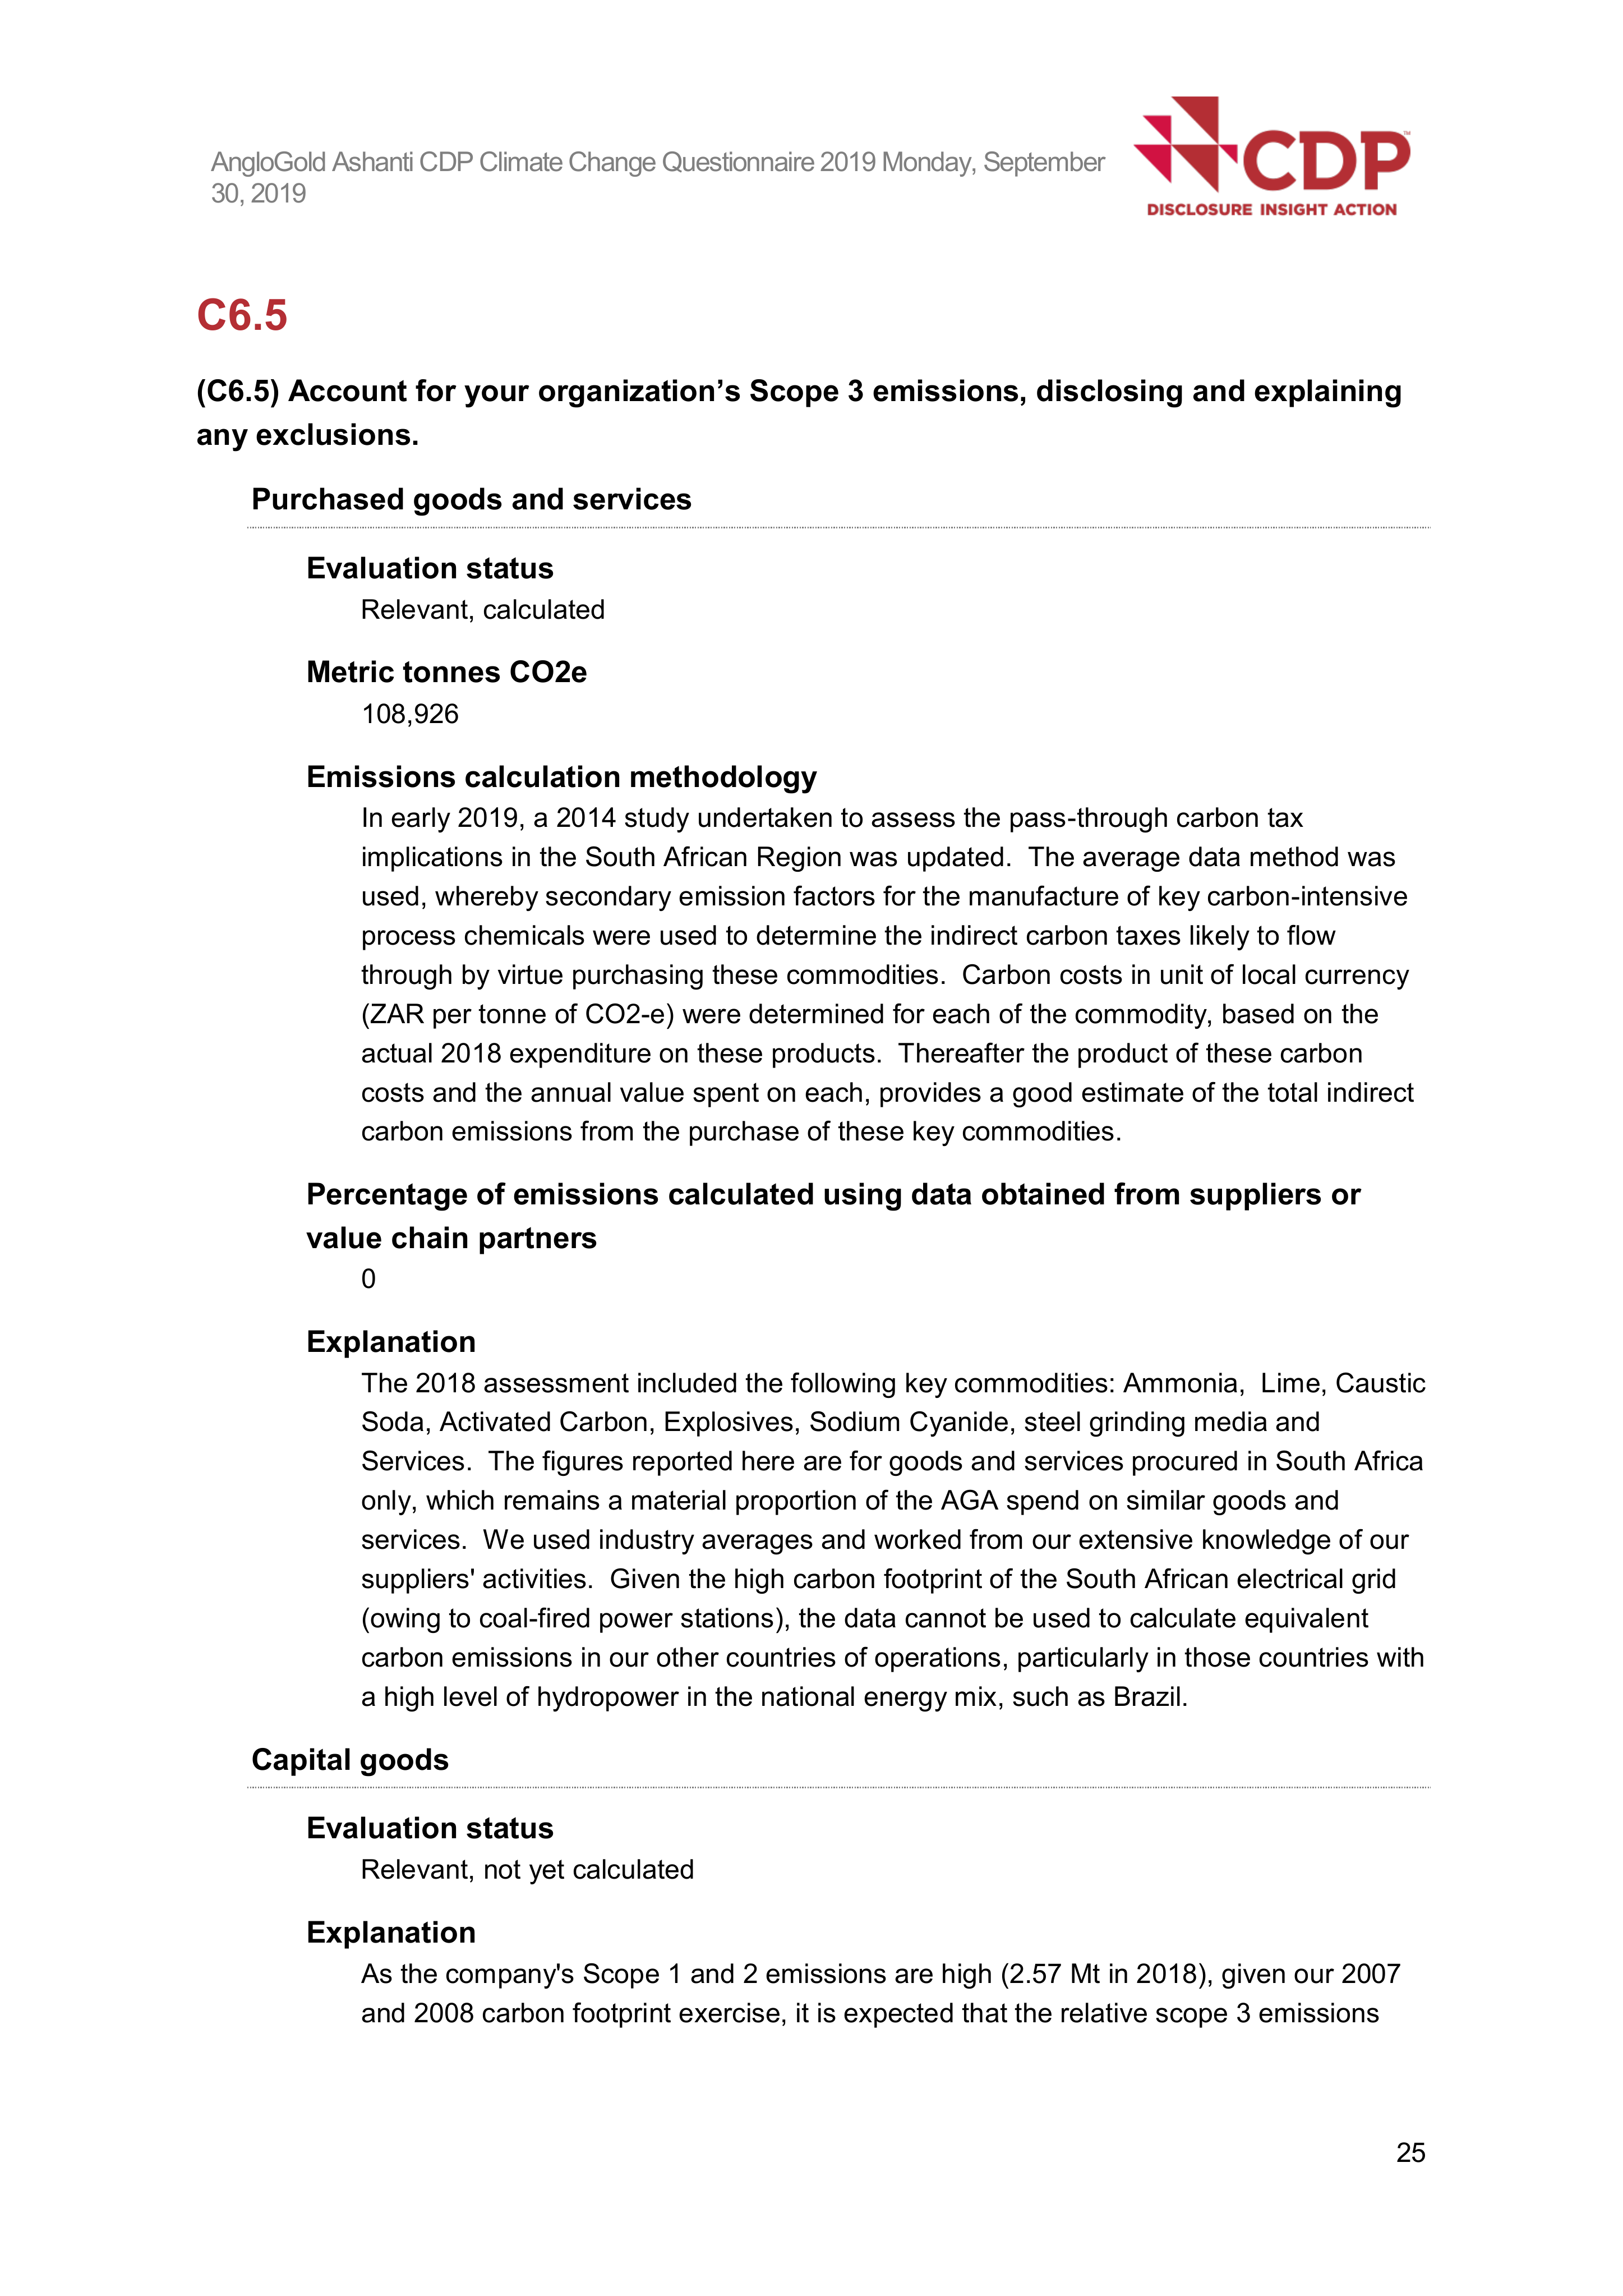 AngloGold Ashanti CDP Climate Change Questionnaire 2019 Monday, September
30, 2019
CDP™
DISCLOSURE INSIGHT ACTION
C6.5
(C6.5) Account for your organization’s Scope 3 emissions, disclosing and explaining
any exclusions.
Purchased goods and services
Evaluation status
Relevant, calculated
Metric tonnes CO2e
108,926
Emissions calculation methodology
In early 2019, a 2014 study undertaken to assess the pass-through carbon tax
implications in the South African Region was updated.  The average data method was
used, whereby secondary emission factors for the manufacture of key carbon-intensive
process chemicals were used to determine the indirect carbon taxes likely to flow
through by virtue purchasing these commodities.  Carbon costs in unit of local currency
(ZAR per tonne of CO2-e) were determined for each of the commodity, based on the
actual 2018 expenditure on these products.  Thereafter the product of these carbon
costs and the annual value spent on each, provides a good estimate of the total indirect
carbon emissions from the purchase of these key commodities.
Percentage of emissions calculated using data obtained from suppliers or
value chain partners
0
Explanation
The 2018 assessment included the following key commodities: Ammonia,  Lime, Caustic
Soda, Activated Carbon, Explosives, Sodium Cyanide, steel grinding media and
Services.  The figures reported here are for goods and services procured in South Africa
only, which remains a material proportion of the AGA spend on similar goods and
services.  We used industry averages and worked from our extensive knowledge of our
suppliers' activities.  Given the high carbon footprint of the South African electrical grid
(owing to coal-fired power stations), the data cannot be used to calculate equivalent
carbon emissions in our other countries of operations, particularly in those countries with
a high level of hydropower in the national energy mix, such as Brazil.
Capital goods
Evaluation status
Relevant, not yet calculated
Explanation
As the company's Scope 1 and 2 emissions are high (2.57 Mt in 2018), given our 2007
and 2008 carbon footprint exercise, it is expected that the relative scope 3 emissions
25